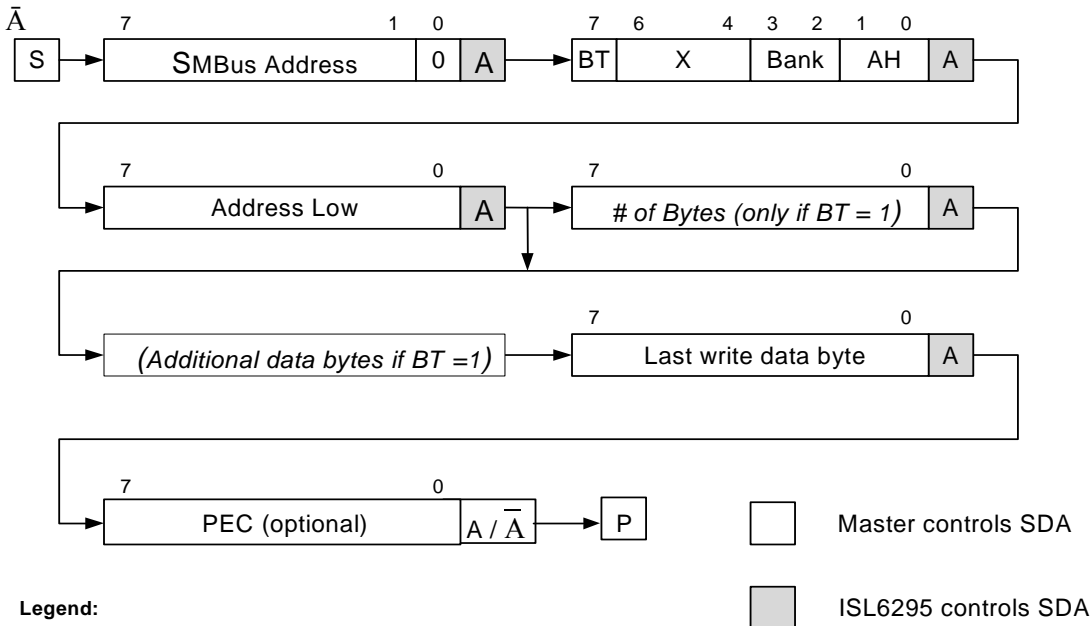 Ā
7 1 0 7 6 4 3 2 1 0
S SMBus Address 0 A BT X Bank AH A
7 0 7 0
Address Low A # of Bytes (only if BT = 1) A
7 0
(Additional data bytes if BT =1) Last write data byte A
7 0
PEC (optional) A / Ā P Master controls SDA
Legend: ISL6295 controls SDA